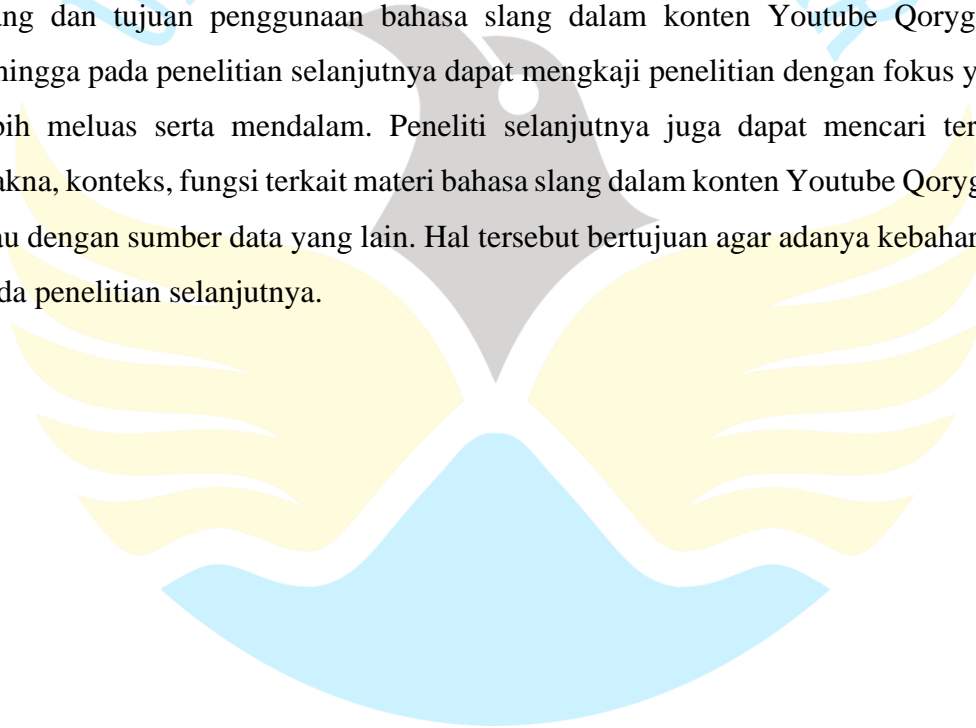 ang dan tujuan penggunaan bahasa slang dalam konten Youtube Qoryg
hingga pada penelitian selanjutnya dapat mengkaji penelitian dengan fokus y
bih meluas serta mendalam. Peneliti selanjutnya juga dapat mencari ter
akna, konteks, fungsi terkait materi bahasa slang dalam konten Youtube Qoryg
au dengan sumber data yang lain. Hal tersebut bertujuan agar adanya kebahar
da penelitian selanjutnya.